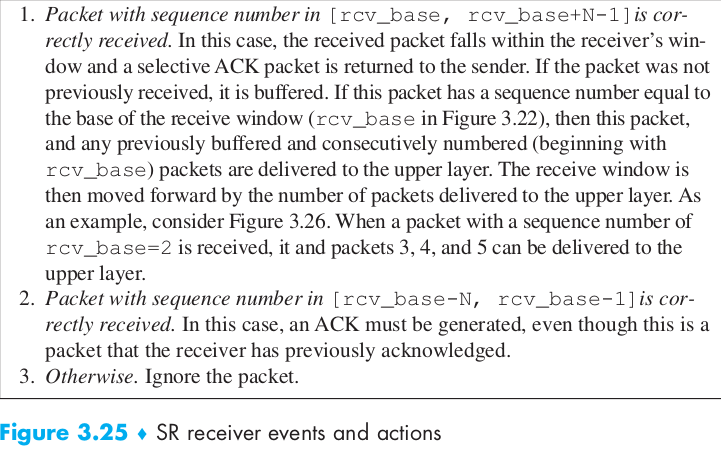 1. Packet with sequence number in [rcv_base, rcv_base+N-1]is cor-
rectly received. In this case, the received packet falls within the receiver's win-
dow and a selective ACK packet is returned to the sender. If the packet was not
previously received, it is buffered. If this packet has a sequence number equal to
the base of the receive window (rcv_base in Figure 3.22), then this packet,
and any previously buffered and consecutively numbered (beginning with
rcv_base) packets are delivered to the upper layer. The receive window is
then moved forward by the number of packets delivered to the upper layer. As
an example, consider Figure 3.26. When a packet with a sequence number of
rcv_base=2 is received, it and packets 3, 4, and 5 can be delivered to the
upper layer.
2. Packet with sequence number in [rcv_base-N, rcv_base-1]is cor-
rectly received. In this case, an ACK must be generated, even though this is a
packet that the receiver has previously acknowledged.
3. Otherwise. Ignore the packet.
Figure 3.25 ♦ SR receiver events and actions